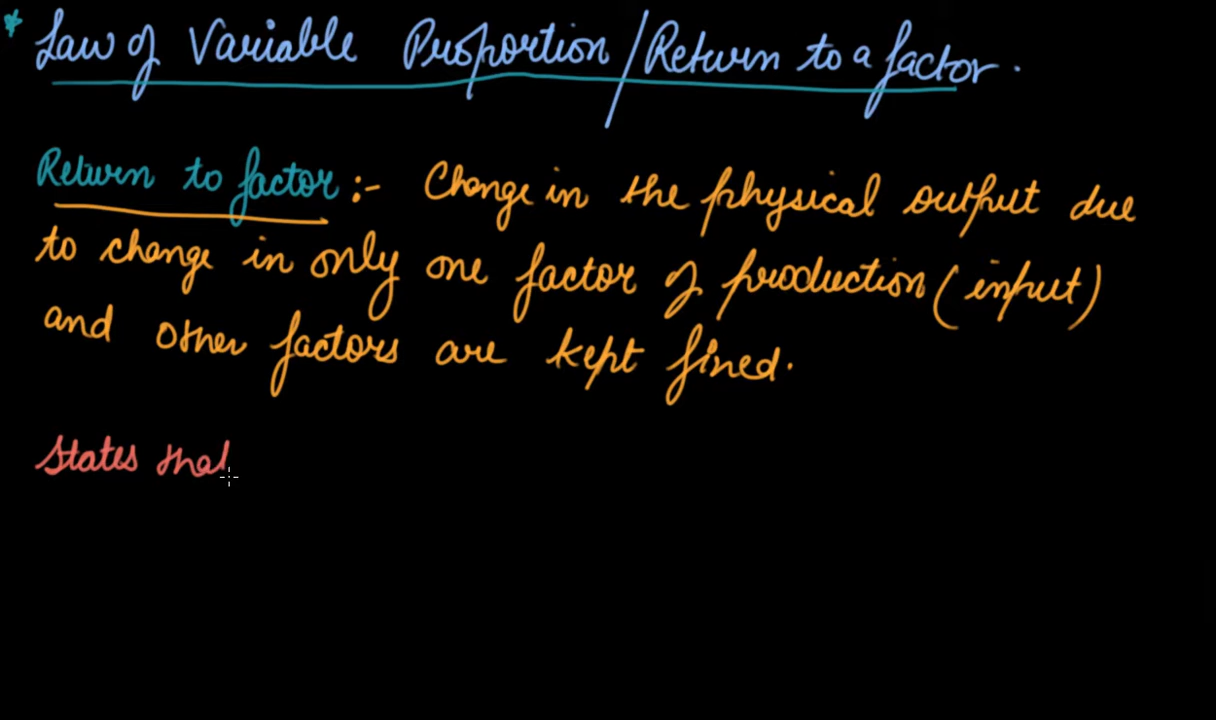 * Law of Variable Proportion/Return to a factor.
Return to factor :- Change in the physical output due
to change in only one factor of production (input)
and other factors are kept fixed.
States that